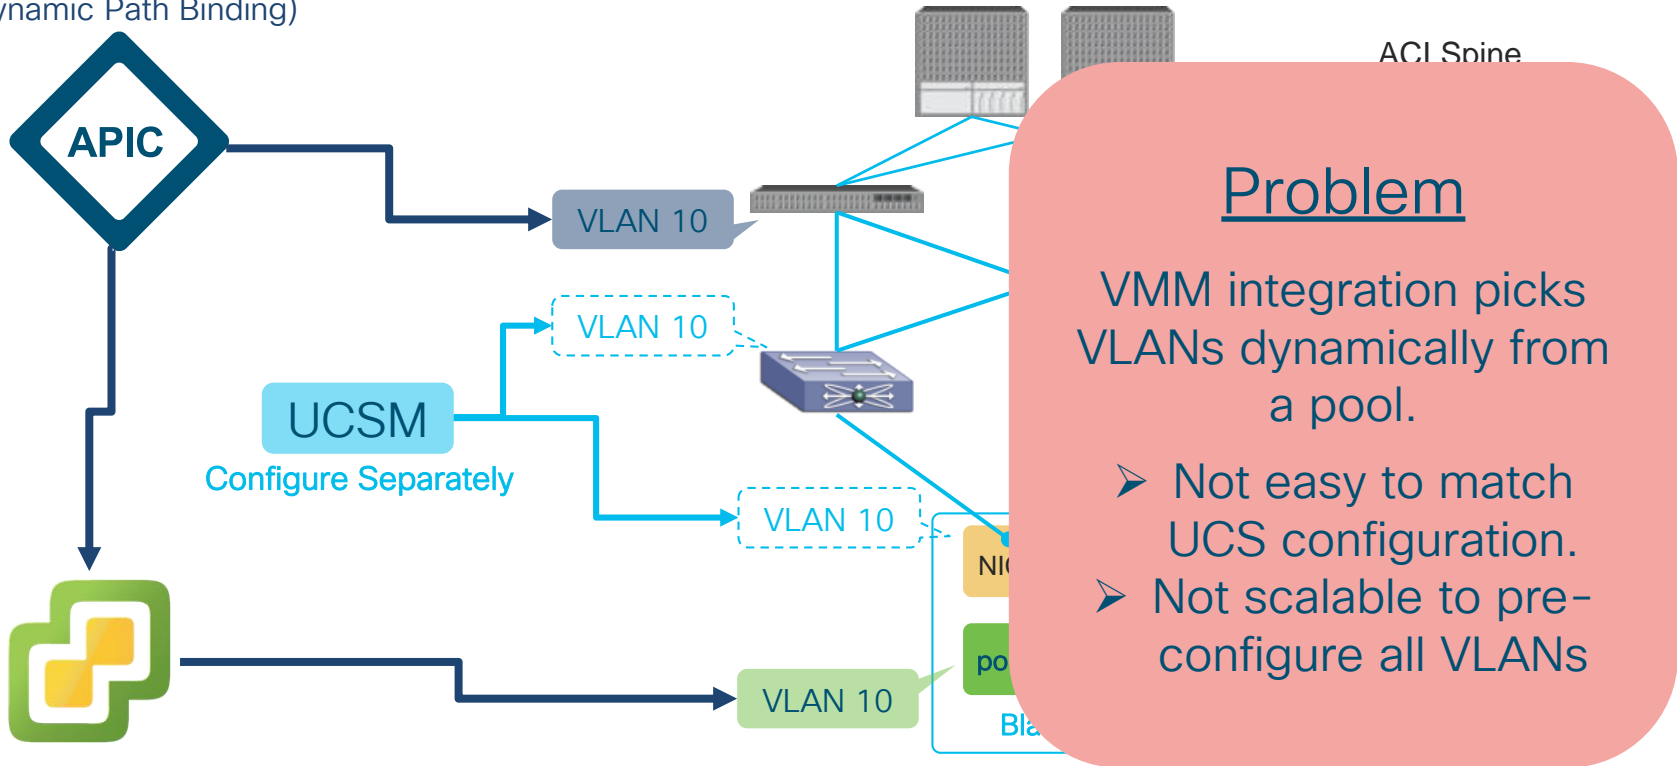 Path Binding)
ACI Spine
APIC
Problem
VLAN 10
VMM integration picks
VLANs dynamically from
a pool.
VLAN 10
UCSM
Configure Separately
➤ Not easy to match
UCS configuration.
VLAN 10
➤ Not scalable to pre-
configure all VLANs
VLAN 10